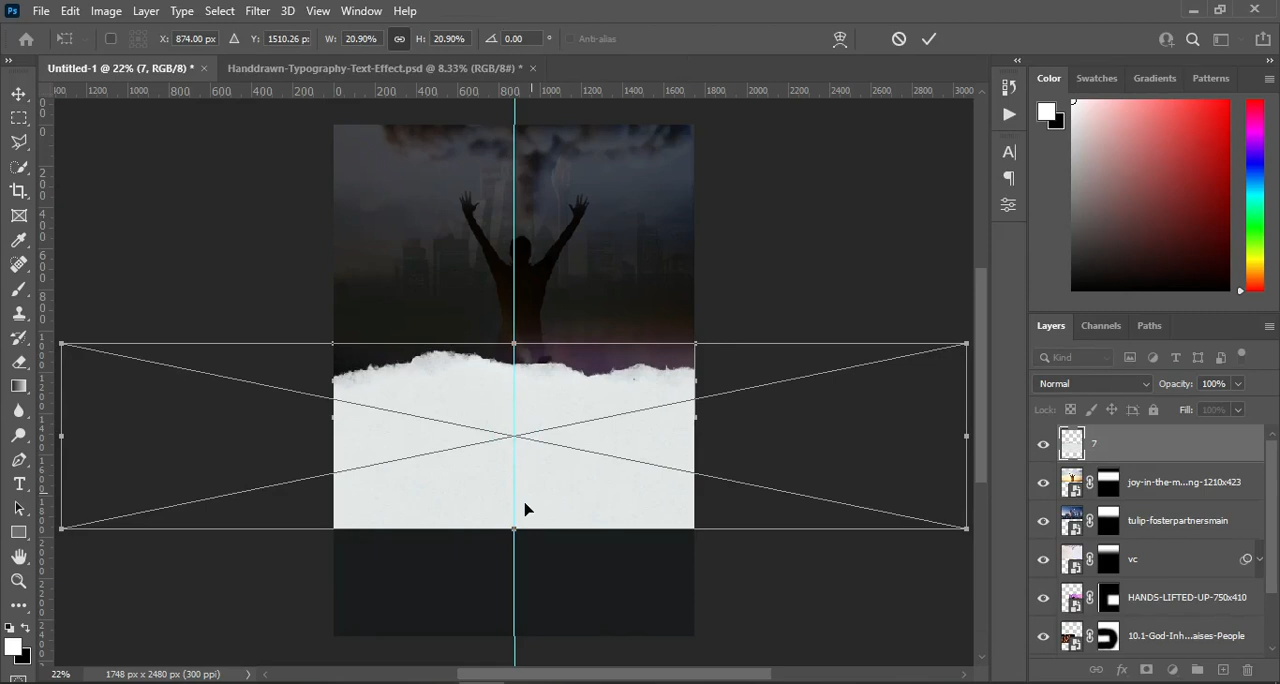 Ps File Edit Image Layer Type Select Filter 3D View Window Help
X: 874.00 px Y: 1510.26 px W: 20.90% H: 20.90% 0.00 ° Anti-alias
Untitled-1 @ 22% (7, RGB/8) * × Handdrawn-Typography-Text-Effect.psd @ 8.33% (RGB/8#) * ×
1200 1000 800 600 400 200 0 200 400 600 800 1000 1200 1400 1600 1800 2000 2200 2400 2600 2800 3000
Color Swatches Gradients Patterns
Layers Channels Paths
Kind
Normal Opacity: 100%
Lock: Fill: 100%
7
joy-in-the-m...ng-1210x423
tulip-fosterpartnersmain
vc
HANDS-LIFTED-UP-750x410
10.1-God-Inh...aises-People
22% 1748 px x 2480 px (300 ppi)